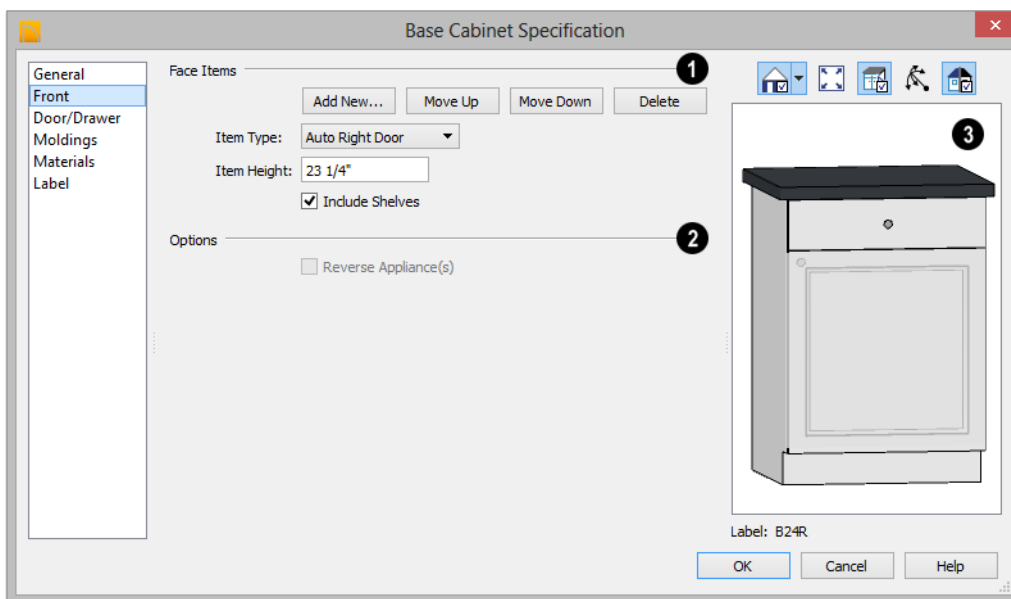 Base Cabinet Specification
General
Front
Door/Drawer
Moldings
Materials
Label
Face Items
1
Add New... Move Up Move Down Delete
Item Type: Auto Right Door
Item Height: 23 1/4"
Include Shelves
Options
2
Reverse Appliance(s)
3
Label: B24R
OK Cancel Help